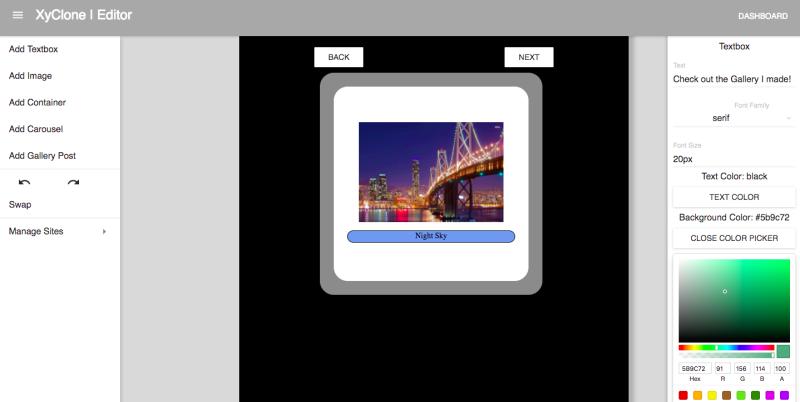 XyClone | Editor
DASHBOARD
Add Textbox
Add Image
Add Container
Add Carousel
Add Gallery Post
Swap
Manage Sites
BACK
NEXT
Night Sky
Textbox
Text
Check out the Gallery I made!
Font Family
serif
Font Size
20px
Text Color: black
TEXT COLOR
Background Color: #5b9c72
CLOSE COLOR PICKER
5B9C72 91 156 114 100
Hex R G B A